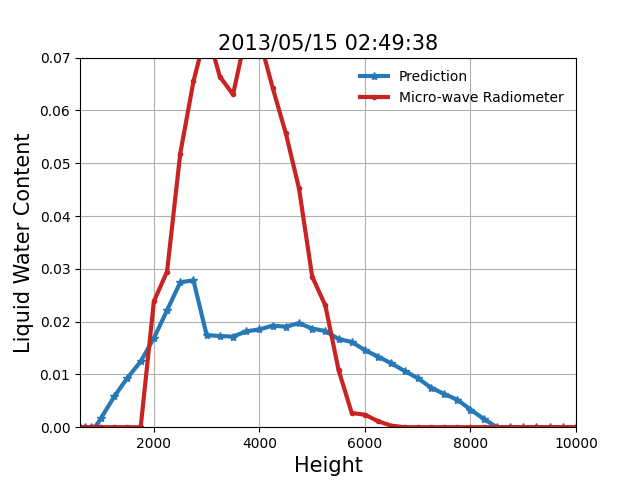 2013/05/15 02:49:38
Prediction
Micro-wave Radiometer
Liquid Water Content
0.07
0.06
0.05
0.04
0.03
0.02
0.01
0.00
2000 4000 6000 8000 10000
Height